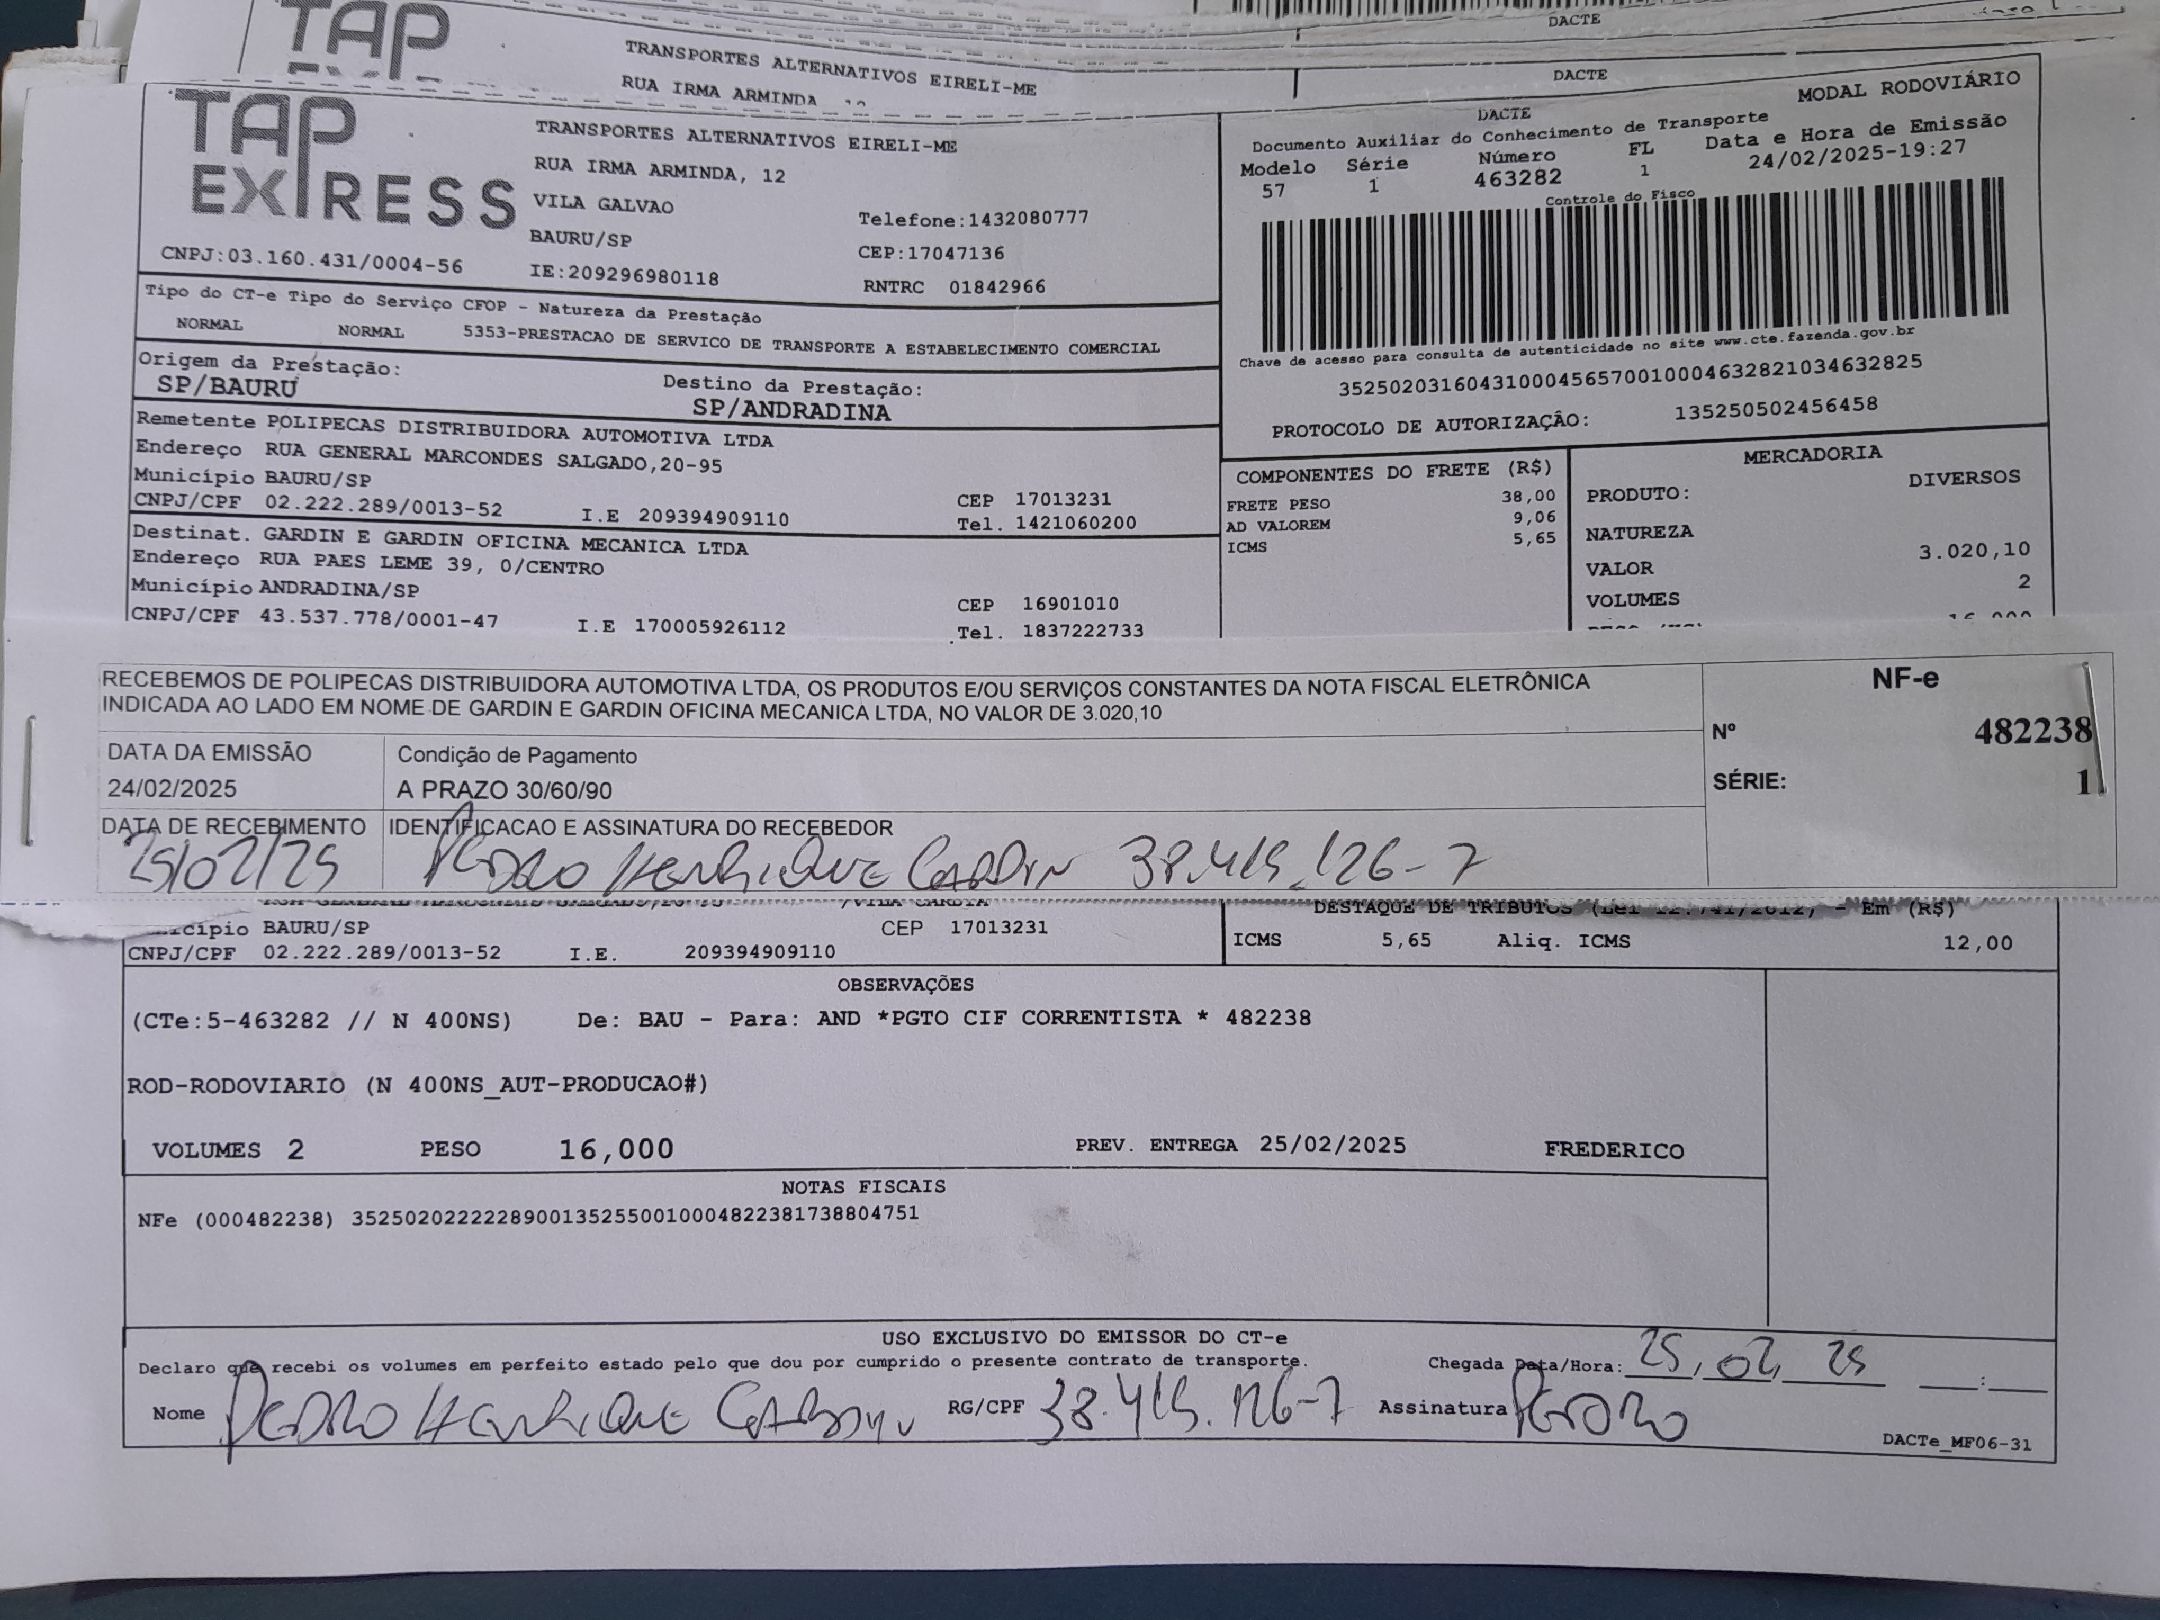 DACTE
TAP
TRANSPORTES ALTERNATIVOS EIRELI-ME
RUA IRMA ARMINDA
DACTE
TAP EXPRESS
TRANSPORTES ALTERNATIVOS EIRELI-ME
RUA IRMA ARMINDA, 12
VILA GALVAO
BAURU/SP
Telefone:1432080777
CEP:17047136
CNPJ:03.160.431/0004-56
IE:209296980118
RNTRC 01842966
DACTE
MODAL RODOVIÁRIO
Documento Auxiliar do Conhecimento de Transporte
Modelo Série Número FL Data e Hora de Emissão
57 1 463282 1 24/02/2025-19:27
Controle do Fisco
Chave de acesso para consulta de autenticidade no site www.cte.fazenda.gov.br
35250203160431000456570010004632821034632825
PROTOCOLO DE AUTORIZAÇÃO: 135250502456458
Tipo do CT-e Tipo do Serviço CFOP - Natureza da Prestação
NORMAL NORMAL 5353-PRESTACAO DE SERVICO DE TRANSPORTE A ESTABELECIMENTO COMERCIAL
Origem da Prestação: Destino da Prestação:
SP/BAURU SP/ANDRADINA
Remetente POLIPECAS DISTRIBUIDORA AUTOMOTIVA LTDA
Endereço RUA GENERAL MARCONDES SALGADO,20-95
Município BAURU/SP CEP 17013231
CNPJ/CPF 02.222.289/0013-52 I.E 209394909110 Tel. 1421060200
Destinat. GARDIN E GARDIN OFICINA MECANICA LTDA
Endereço RUA PAES LEME 39, 0/CENTRO
Município ANDRADINA/SP CEP 16901010
CNPJ/CPF 43.537.778/0001-47 I.E 170005926112 Tel. 1837222733
COMPONENTES DO FRETE (R$)
FRETE PESO 38,00
AD VALOREM 9,06
ICMS 5,65
MERCADORIA
PRODUTO: DIVERSOS
NATUREZA
VALOR 3.020,10
VOLUMES 2
RECEBEMOS DE POLIPECAS DISTRIBUIDORA AUTOMOTIVA LTDA, OS PRODUTOS E/OU SERVIÇOS CONSTANTES DA NOTA FISCAL ELETRÔNICA
INDICADA AO LADO EM NOME DE GARDIN E GARDIN OFICINA MECANICA LTDA, NO VALOR DE 3.020,10
NF-e
Nº 482238
SÉRIE: 1
DATA DA EMISSÃO Condição de Pagamento
24/02/2025 A PRAZO 30/60/90
DATA DE RECEBIMENTO IDENTIFICACAO E ASSINATURA DO RECEBEDOR
25/02/25 PEDRO HENRIQUE GARDIN 38.415.126-7
DESTAQUE DE TRIBUTOS (Lei 12.741/2012) - Em (R$)
BAURU/SP CEP 17013231
CNPJ/CPF 02.222.289/0013-52 I.E. 209394909110
ICMS 5,65 Aliq. ICMS 12,00
OBSERVAÇÕES
(CTe:5-463282 // N 400NS) De: BAU - Para: AND *PGTO CIF CORRENTISTA * 482238
ROD-RODOVIARIO (N 400NS_AUT-PRODUCAO#)
VOLUMES 2 PESO 16,000 PREV. ENTREGA 25/02/2025 FREDERICO
NOTAS FISCAIS
NFe (000482238) 35250202222289001352550010004822381738804751
USO EXCLUSIVO DO EMISSOR DO CT-e
Declaro que recebi os volumes em perfeito estado pelo que dou por cumprido o presente contrato de transporte. Chegada Data/Hora: 25, 02, 25 __:__
Nome PEDRO HENRIQUE GARDIN RG/CPF 38.415.126-7 Assinatura PEDRO
DACTe_MF06-31